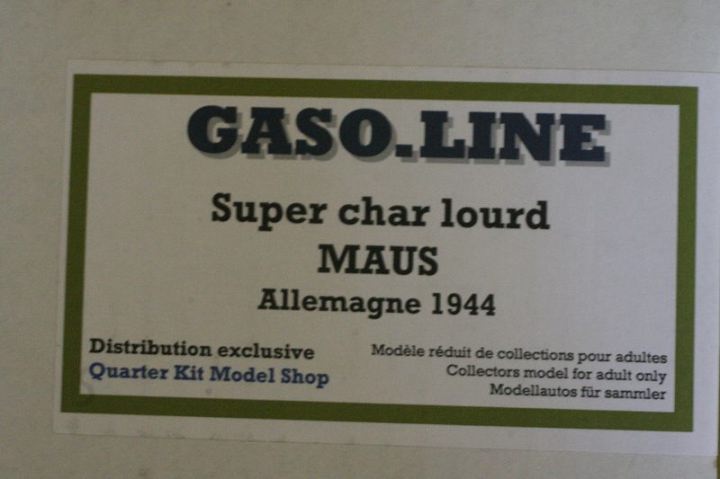 GASO.LINE
Super char lourd
MAUS
Allemagne 1944
Distribution exclusive
Quarter Kit Model Shop
Modèle réduit de collections pour adultes
Collectors model for adult only
Modellautos für sammler